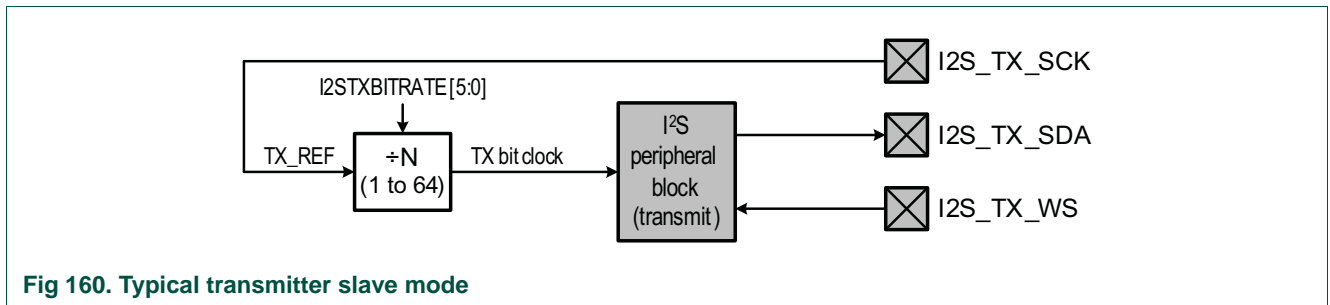 I2S_TX_SCK
I2STXBITRATE[5:0]
TX_REF
÷N
(1 to 64)
TX bit clock
I²S
peripheral
block
(transmit)
I2S_TX_SDA
I2S_TX_WS
Fig 160. Typical transmitter slave mode